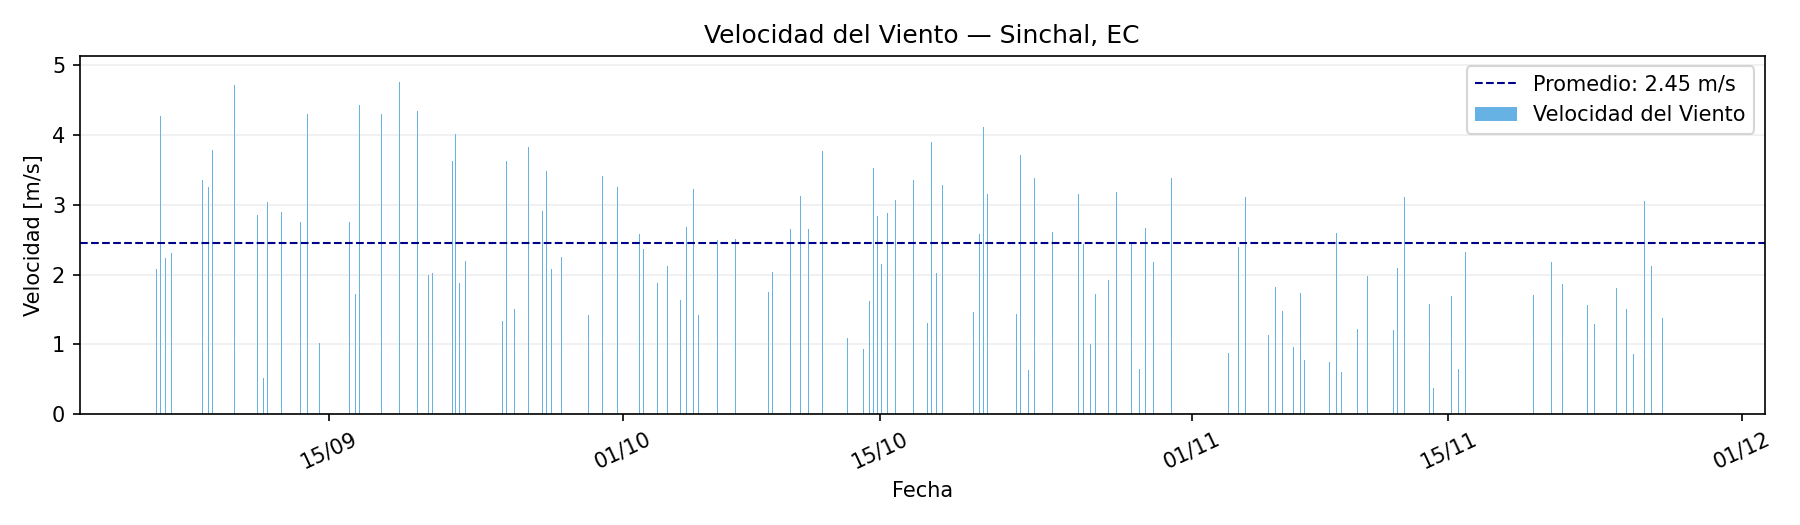 Velocidad del Viento — Sinchal, EC
Promedio: 2.45 m/s
Velocidad del Viento
Velocidad [m/s]
5
4
3
2
1
0
15/09
01/10
15/10
01/11
15/11
01/12
Fecha